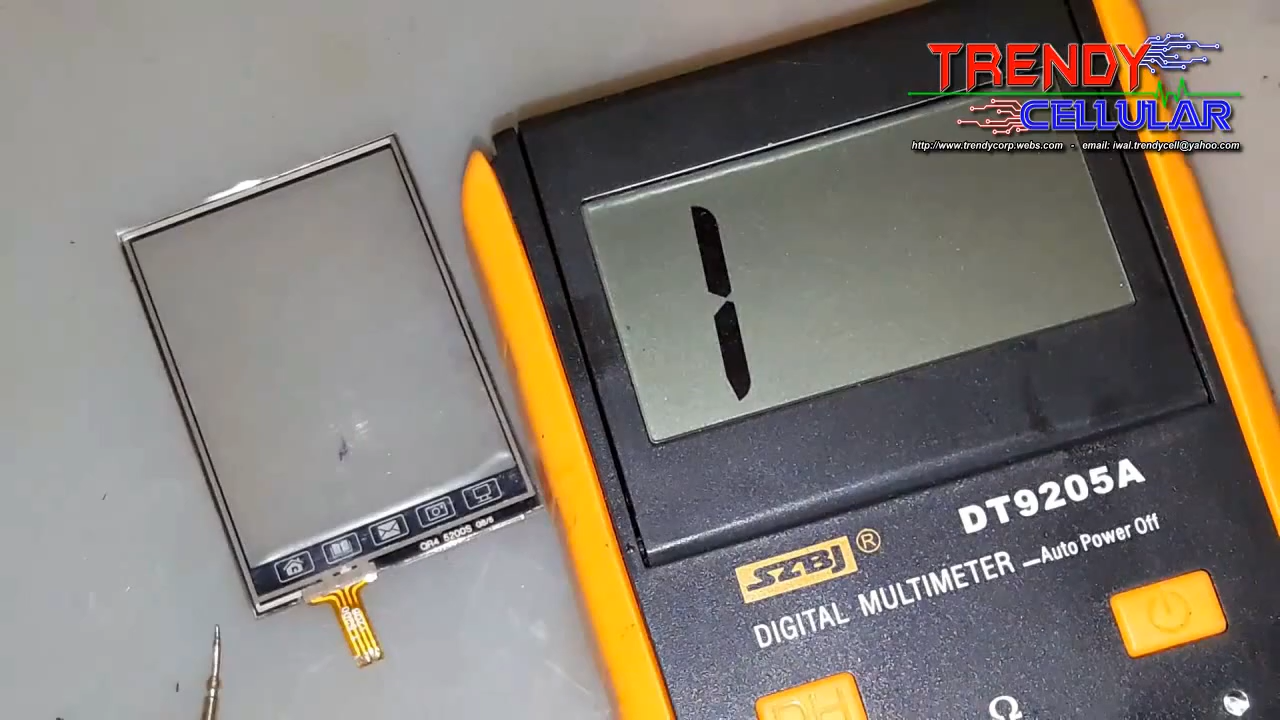 TRENDY
CELLULAR
http://www.trendycorp.webs.com - email: iwal.trendycell@yahoo.com
1
DT9205A
SZBJ ®
DIGITAL MULTIMETER —Auto Power Off
Ω